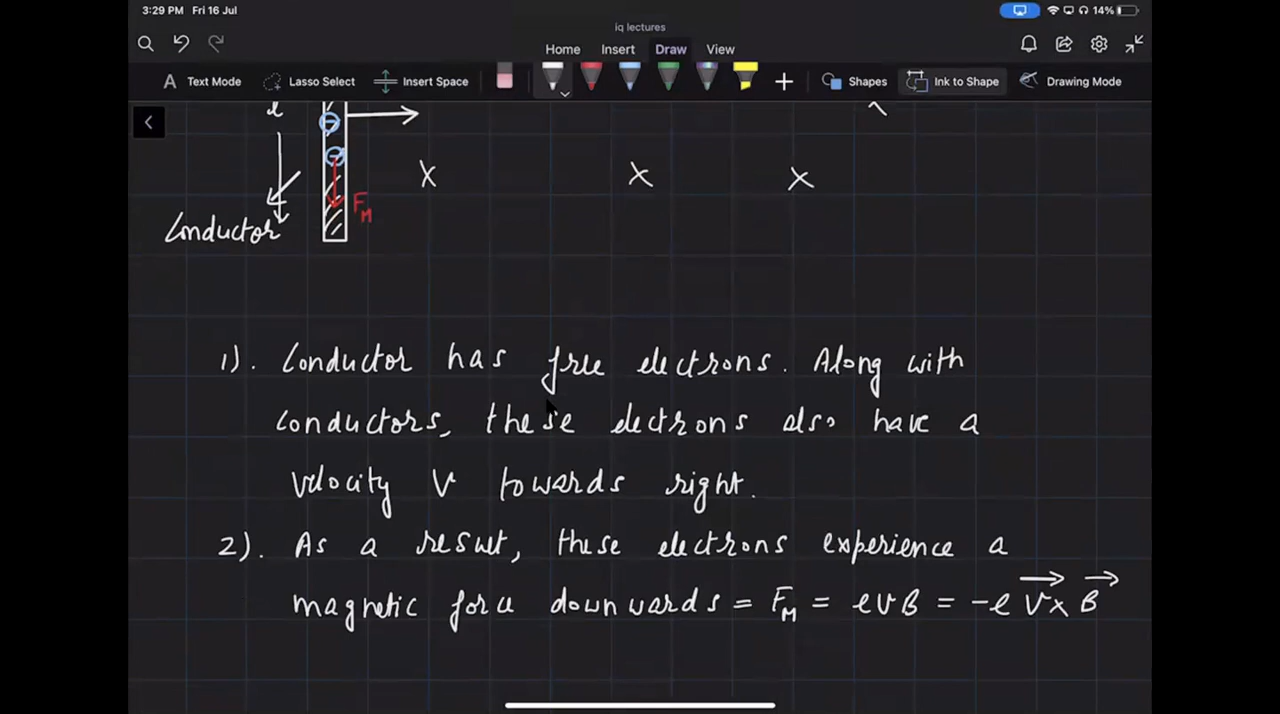 3:29 PM Fri 16 Jul
14%
iq lectures
Home Insert Draw View
Text Mode Lasso Select Insert Space Shapes Ink to Shape Drawing Mode
l
X X X
F_M
Conductor
1). Conductor has free electrons. Along with
conductors, these electrons also have a
velocity V towards right.
2). As a result, these electrons experience a
magnetic force downwards = F_M = eVB = -e V⃗ x B⃗